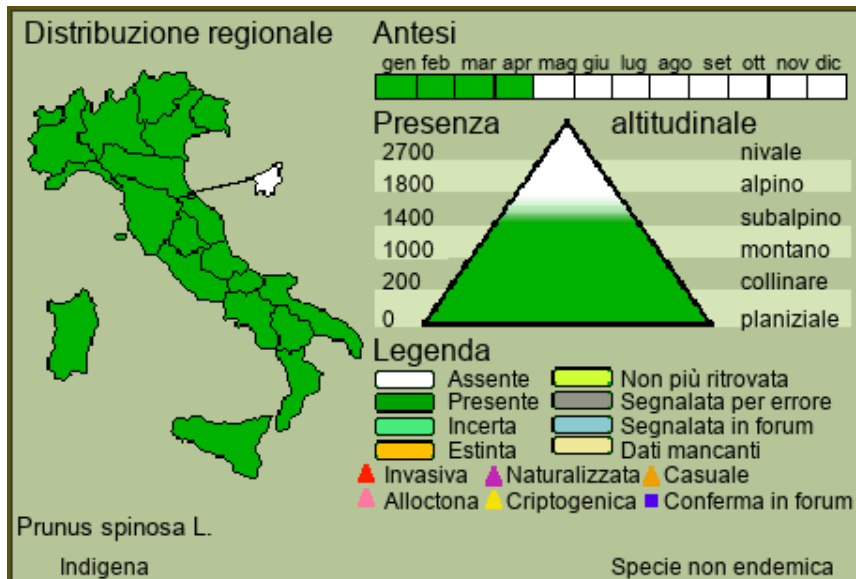 Distribuzione regionale
Antesi
gen feb mar apr mag giu lug ago set ott nov dic
Presenza altitudinale
2700 nivale
1800 alpino
1400 subalpino
1000 montano
200 collinare
0 planiziale
Legenda
Assente Non più ritrovata
Presente Segnalata per errore
Incerta Segnalata in forum
Estinta Dati mancanti
Invasiva Naturalizzata Casuale
Alloctona Criptogenica Conferma in forum
Prunus spinosa L.
Indigena Specie non endemica